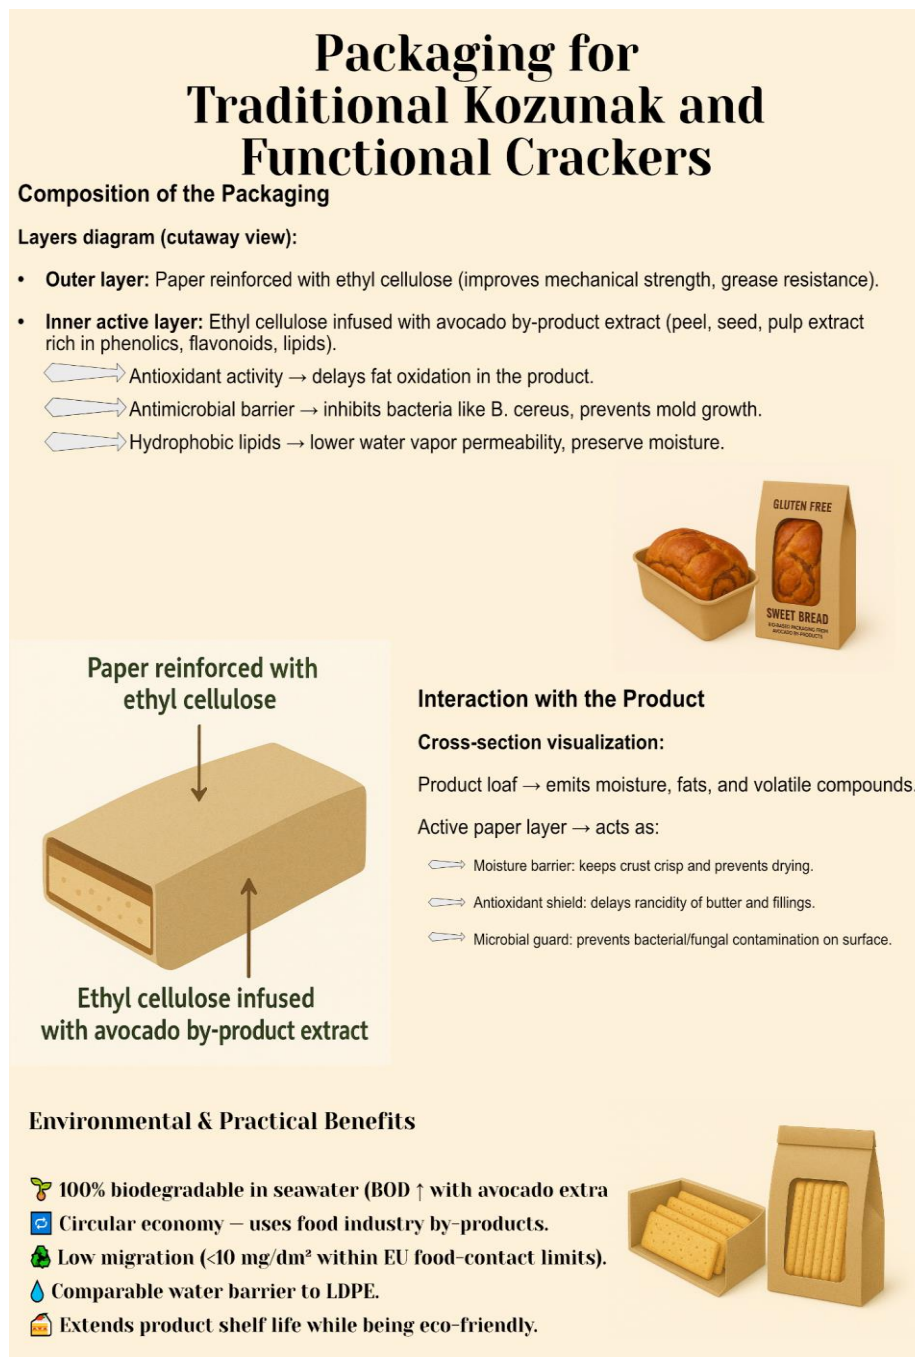 Packaging for
Traditional Kozunak and
Functional Crackers
Composition of the Packaging
Layers diagram (cutaway view):
• Outer layer: Paper reinforced with ethyl cellulose (improves mechanical strength, grease resistance).
• Inner active layer: Ethyl cellulose infused with avocado by-product extract (peel, seed, pulp extract
rich in phenolics, flavonoids, lipids).
Antioxidant activity → delays fat oxidation in the product.
Antimicrobial barrier → inhibits bacteria like B. cereus, prevents mold growth.
Hydrophobic lipids → lower water vapor permeability, preserve moisture.
GLUTEN FREE
SWEET BREAD
BIO-BASED PACKAGING FROM
AVOCADO BY-PRODUCTS
Paper reinforced with
ethyl cellulose
Ethyl cellulose infused
with avocado by-product extract
Interaction with the Product
Cross-section visualization:
Product loaf → emits moisture, fats, and volatile compounds.
Active paper layer → acts as:
Moisture barrier: keeps crust crisp and prevents drying.
Antioxidant shield: delays rancidity of butter and fillings.
Microbial guard: prevents bacterial/fungal contamination on surface.
Environmental & Practical Benefits
🌱 100% biodegradable in seawater (BOD ↑ with avocado extra
🔁 Circular economy – uses food industry by-products.
♻ Low migration (<10 mg/dm² within EU food-contact limits).
💧 Comparable water barrier to LDPE.
🍰 Extends product shelf life while being eco-friendly.